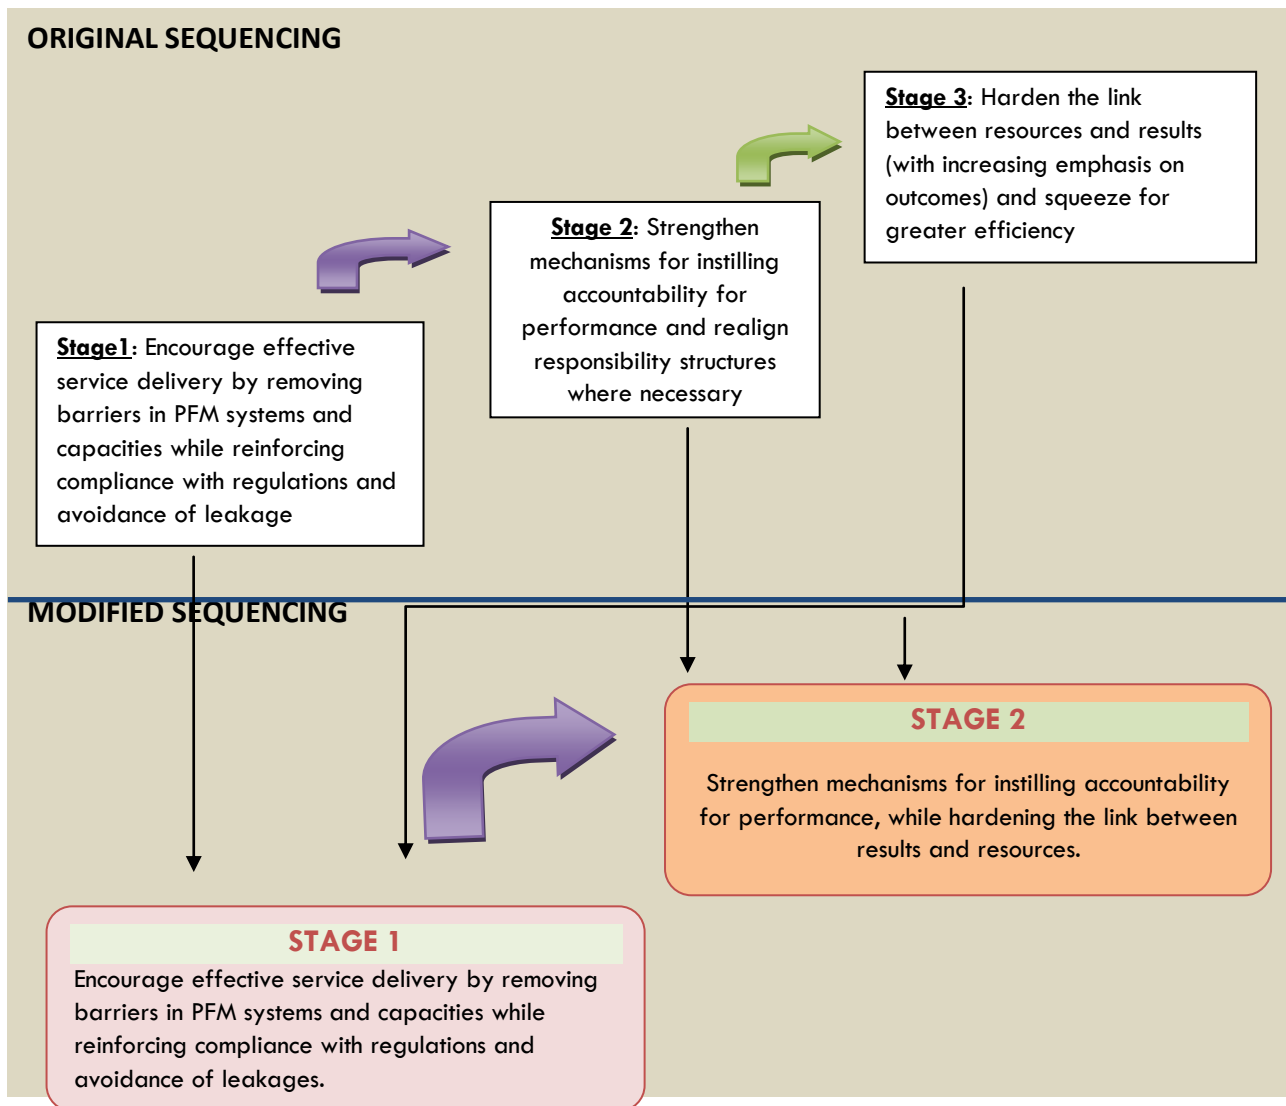 ORIGINAL SEQUENCING
Stage 3: Harden the link
between resources and results
(with increasing emphasis on
outcomes) and squeeze for
greater efficiency
Stage 2: Strengthen
mechanisms for instilling
accountability for
performance and realign
responsibility structures
where necessary
Stage1: Encourage effective
service delivery by removing
barriers in PFM systems and
capacities while reinforcing
compliance with regulations and
avoidance of leakage
MODIFIED SEQUENCING
STAGE 2
Strengthen mechanisms for instilling accountability
for performance, while hardening the link between
results and resources.
STAGE 1
Encourage effective service delivery by removing
barriers in PFM systems and capacities while
reinforcing compliance with regulations and
avoidance of leakages.